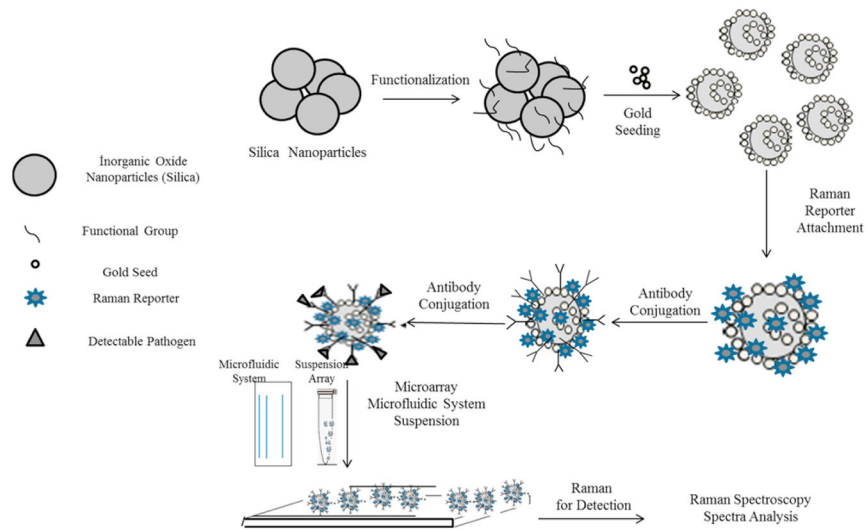 Functionalization
Gold
Seeding
Silica Nanoparticles
İnorganic Oxide
Nanoparticles (Silica)
Functional Group
Gold Seed
Raman Reporter
Detectable Pathogen
Raman
Reporter
Attachment
Antibody
Conjugation
Antibody
Conjugation
Microfluidic
System
Suspension
Array
Microarray
Microfluidic System
Suspension
Raman
for Detection
Raman Spectroscopy
Spectra Analysis